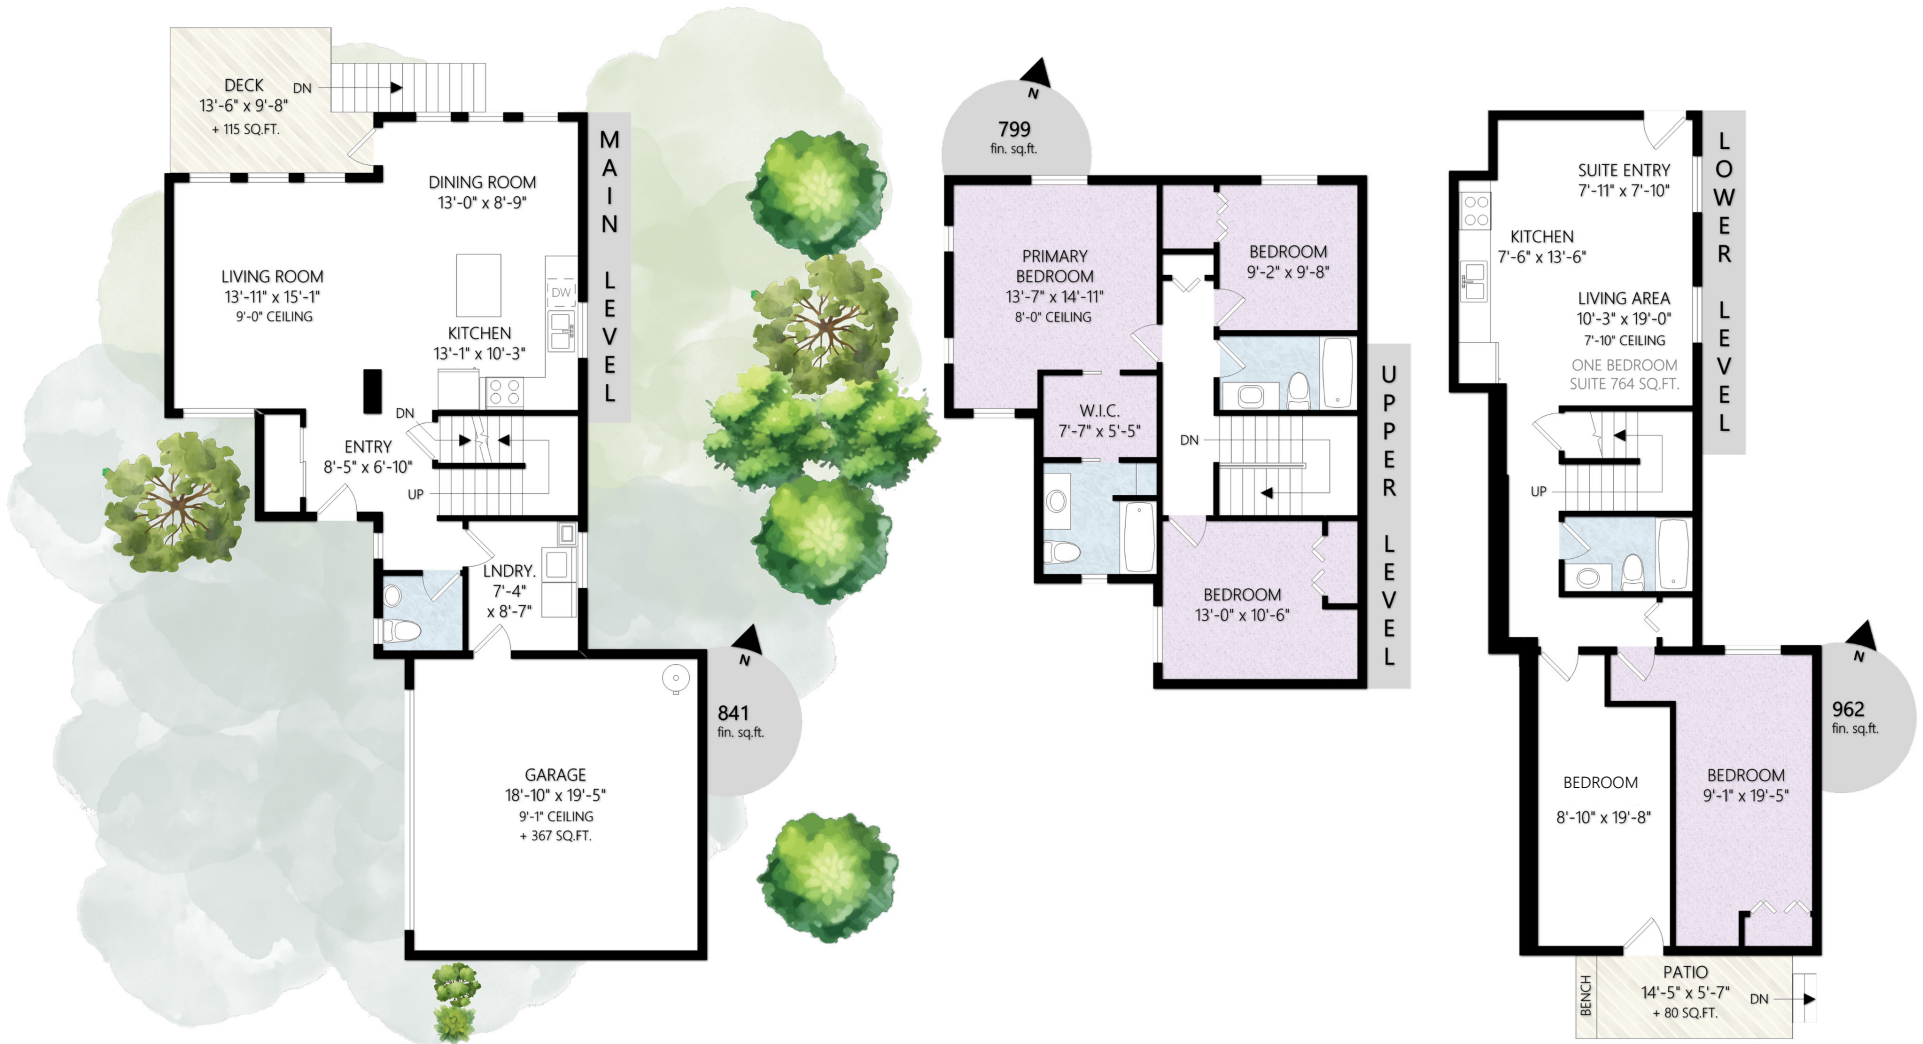 DECK
13'-6" x 9'-8"
+ 115 SQ.FT.
DN
DINING ROOM
13'-0" x 8'-9"
LIVING ROOM
13'-11" x 15'-1"
9'-0" CEILING
DW
KITCHEN
13'-1" x 10'-3"
DN
ENTRY
8'-5" x 6'-10"
UP
LNDRY.
7'-4"
x 8'-7"
GARAGE
18'-10" x 19'-5"
9'-1" CEILING
+ 367 SQ.FT.
MAIN LEVEL
N
841
fin. sq.ft.
N
799
fin. sq.ft.
PRIMARY
BEDROOM
13'-7" x 14'-11"
8'-0" CEILING
BEDROOM
9'-2" x 9'-8"
W.I.C.
7'-7" x 5'-5"
DN
BEDROOM
13'-0" x 10'-6"
UPPER LEVEL
SUITE ENTRY
7'-11" x 7'-10"
KITCHEN
7'-6" x 13'-6"
LIVING AREA
10'-3" x 19'-0"
7'-10" CEILING
ONE BEDROOM
SUITE 764 SQ.FT.
UP
LOWER LEVEL
N
962
fin. sq.ft.
BEDROOM
8'-10" x 19'-8"
BEDROOM
9'-1" x 19'-5"
BENCH
PATIO
14'-5" x 5'-7"
+ 80 SQ.FT.
DN